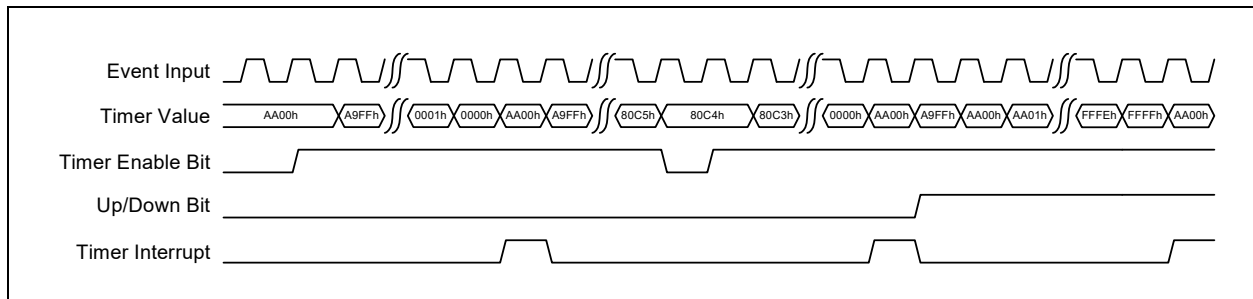 Event Input
Timer Value AA00h A9FFh 0001h 0000h AA00h A9FFh 80C5h 80C4h 80C3h 0000h AA00h A9FFh AA00h AA01h FFFEh FFFFh AA00h
Timer Enable Bit
Up/Down Bit
Timer Interrupt